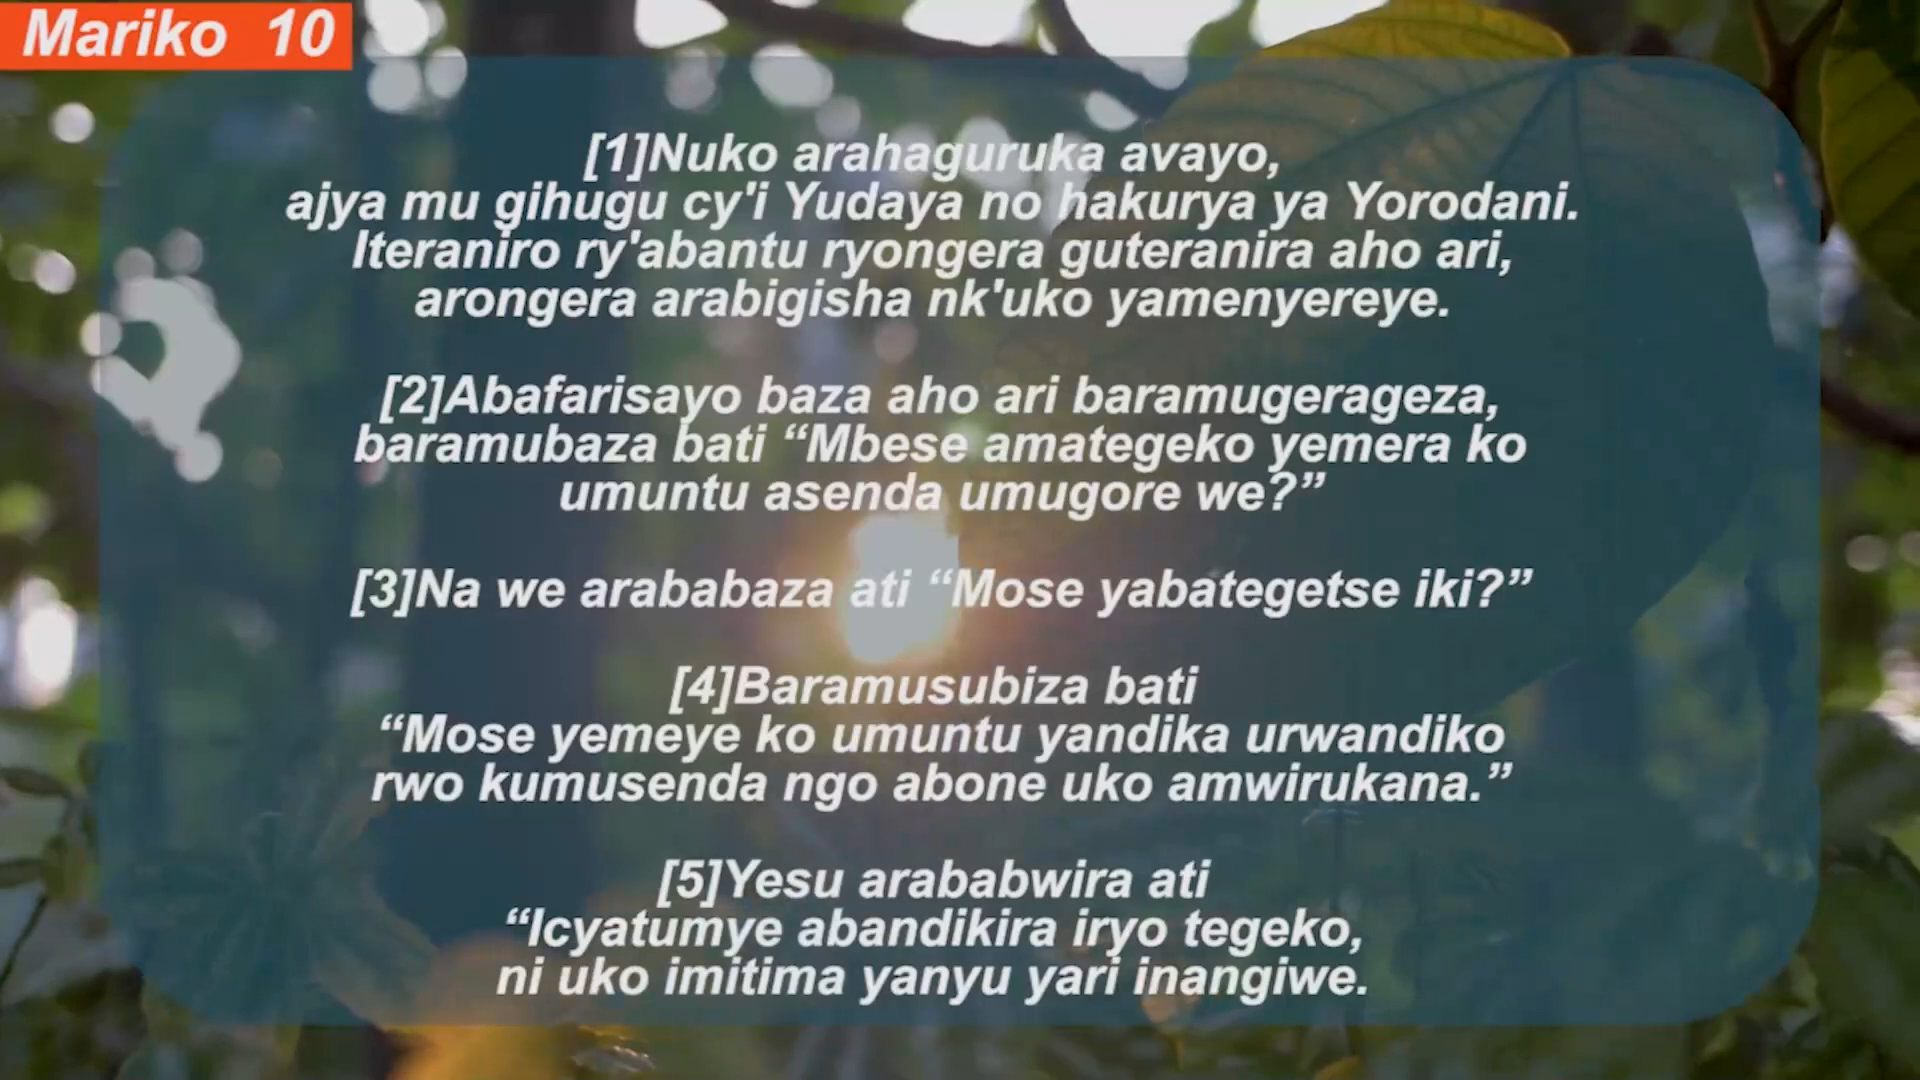 Mariko 10
[1]Nuko arahaguruka avayo,
ajya mu gihugu cy'i Yudaya no hakurya ya Yorodani.
Iteraniro ry'abantu ryongera guteranira aho ari,
arongera arabigisha nk'uko yamenyereye.
[2]Abafarisayo baza aho ari baramugerageza,
baramubaza bati “Mbese amategeko yemera ko
umuntu asenda umugore we?”
[3]Na we arababaza ati “Mose yabategetse iki?”
[4]Baramusubiza bati
“Mose yemeye ko umuntu yandika urwandiko
rwo kumusenda ngo abone uko amwirukana.”
[5]Yesu arababwira ati
“Icyatumye abandikira iryo tegeko,
ni uko imitima yanyu yari inangiwe.